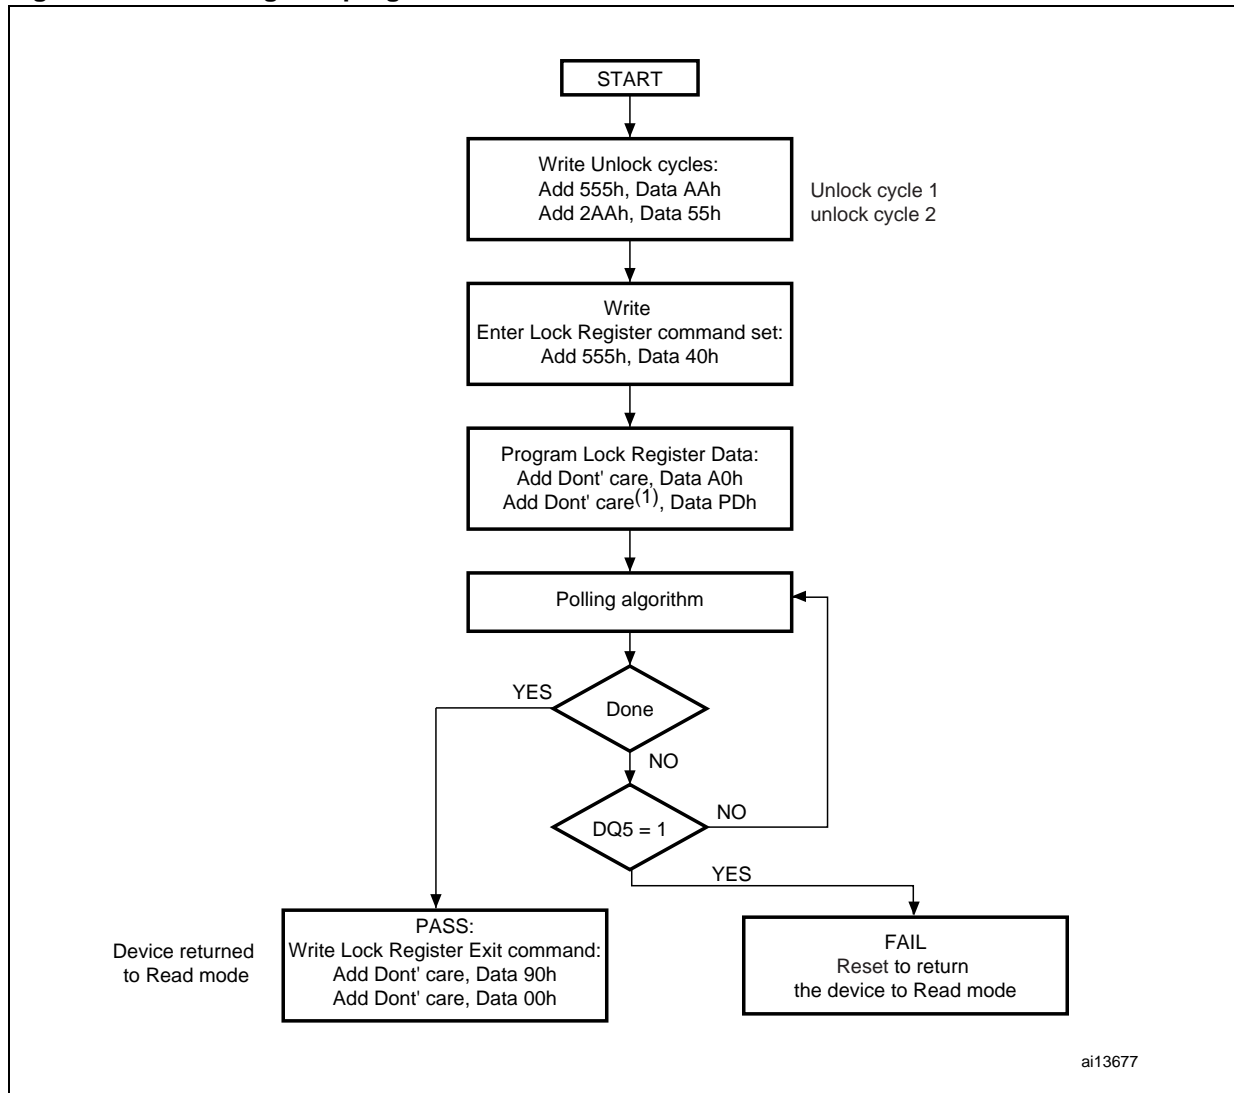 START
Write Unlock cycles:
Add 555h, Data AAh
Add 2AAh, Data 55h
Unlock cycle 1
unlock cycle 2
Write
Enter Lock Register command set:
Add 555h, Data 40h
Program Lock Register Data:
Add Dont' care, Data A0h
Add Dont' care(1), Data PDh
Polling algorithm
YES
Done
NO
DQ5 = 1
NO
YES
Device returned
to Read mode
PASS:
Write Lock Register Exit command:
Add Dont' care, Data 90h
Add Dont' care, Data 00h
FAIL
Reset to return
the device to Read mode
ai13677